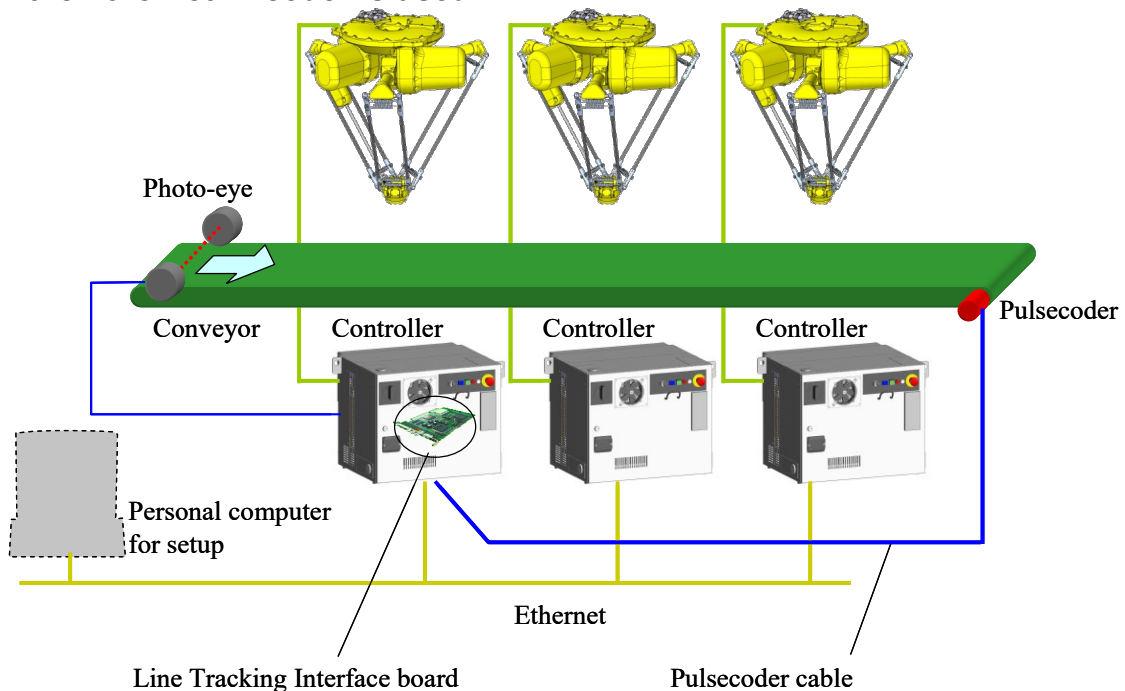 Photo-eye
Conveyor
Controller
Controller
Controller
Pulsecoder
Personal computer
for setup
Ethernet
Line Tracking Interface board
Pulsecoder cable